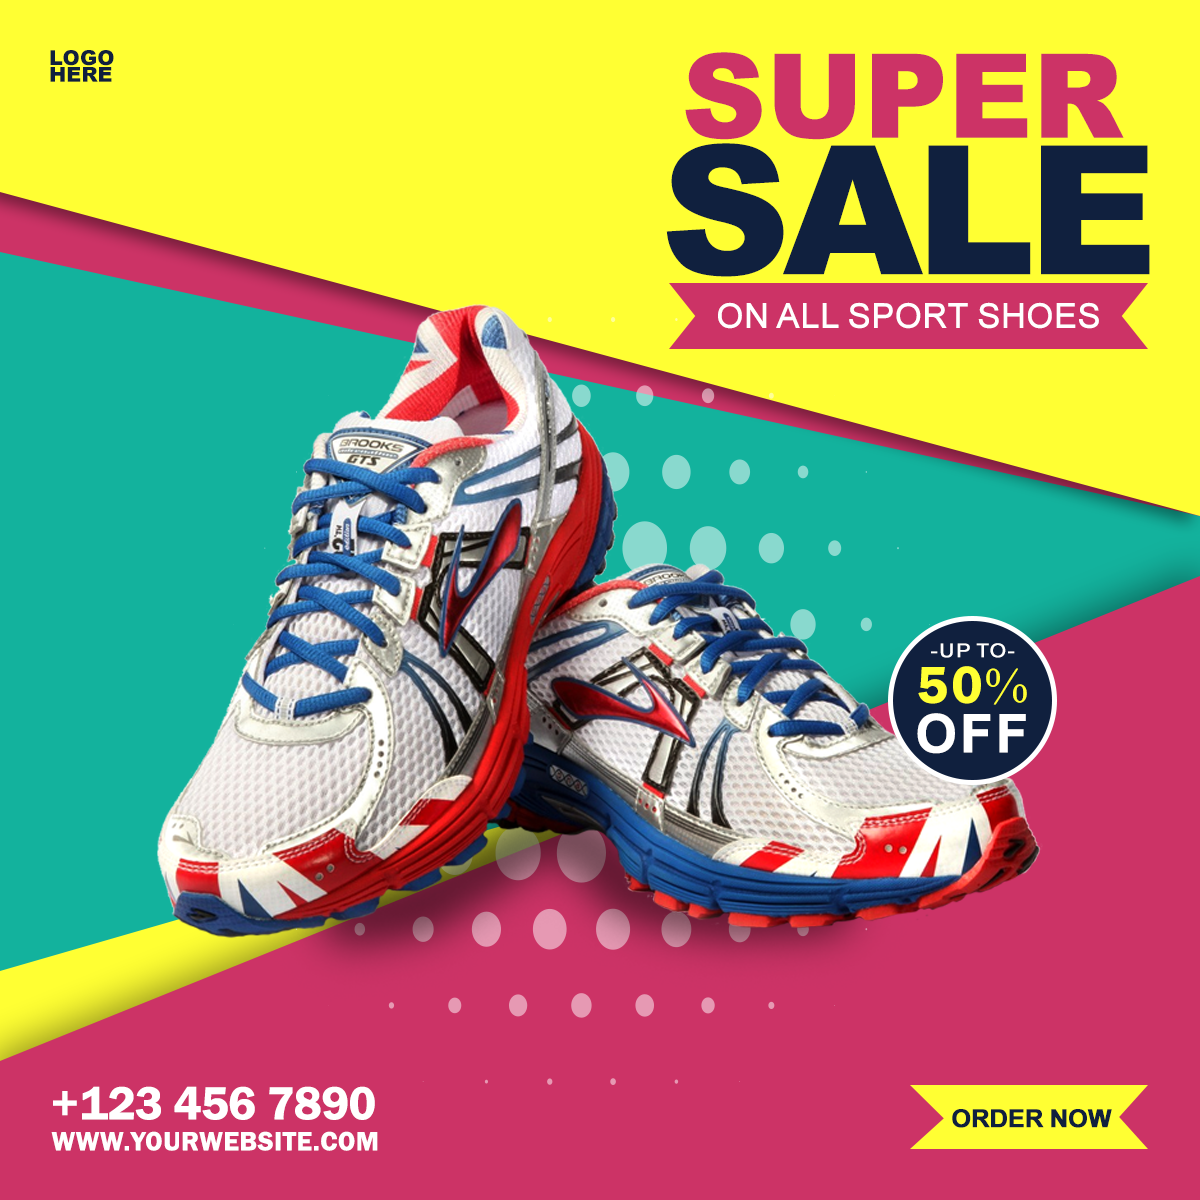 LOGO
HERE
SUPER
SALE
ON ALL SPORT SHOES
BROOKS
GTS
BROOKS
-UP TO-
50%
OFF
+123 456 7890
WWW.YOURWEBSITE.COM
ORDER NOW